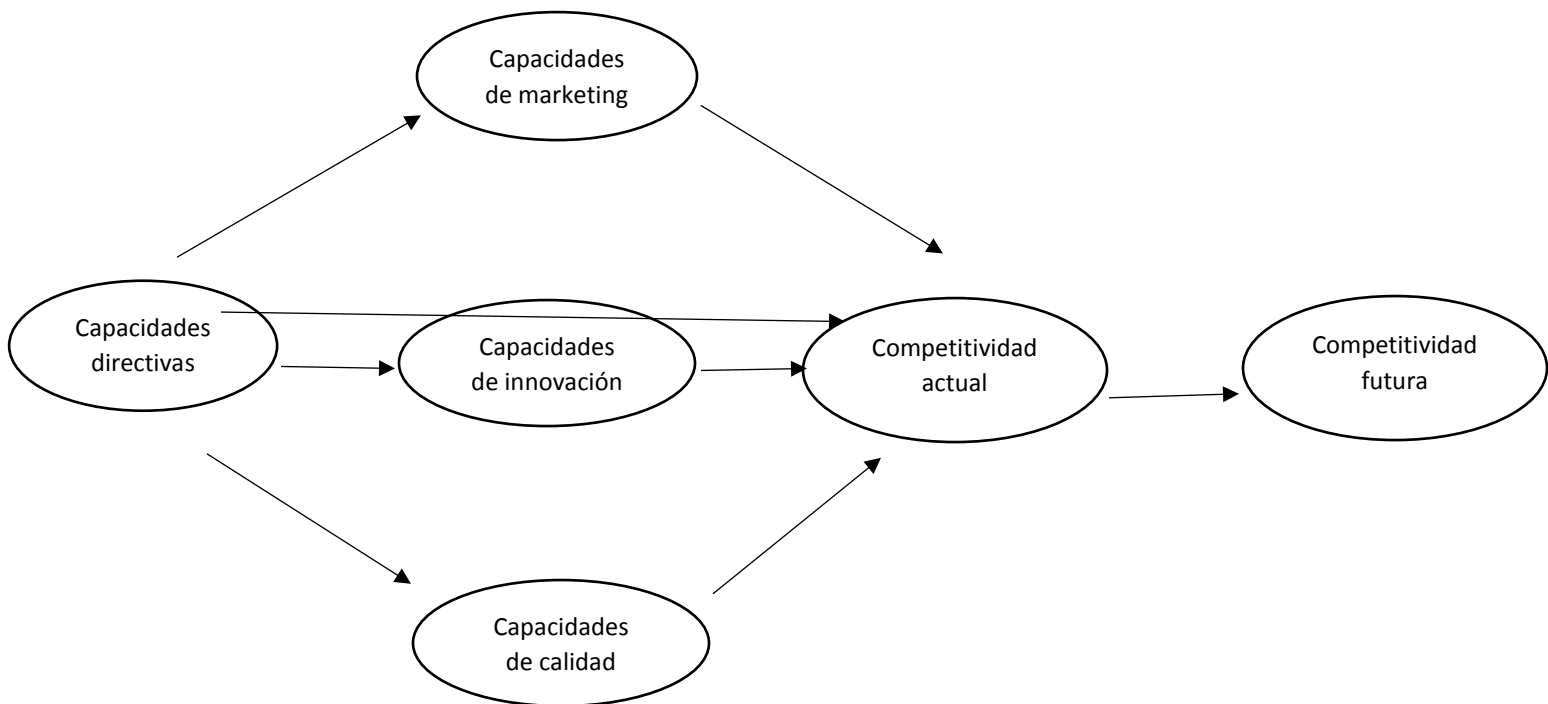 Capacidades
de marketing
Capacidades
directivas
Capacidades
de innovación
Competitividad
actual
Competitividad
futura
Capacidades
de calidad